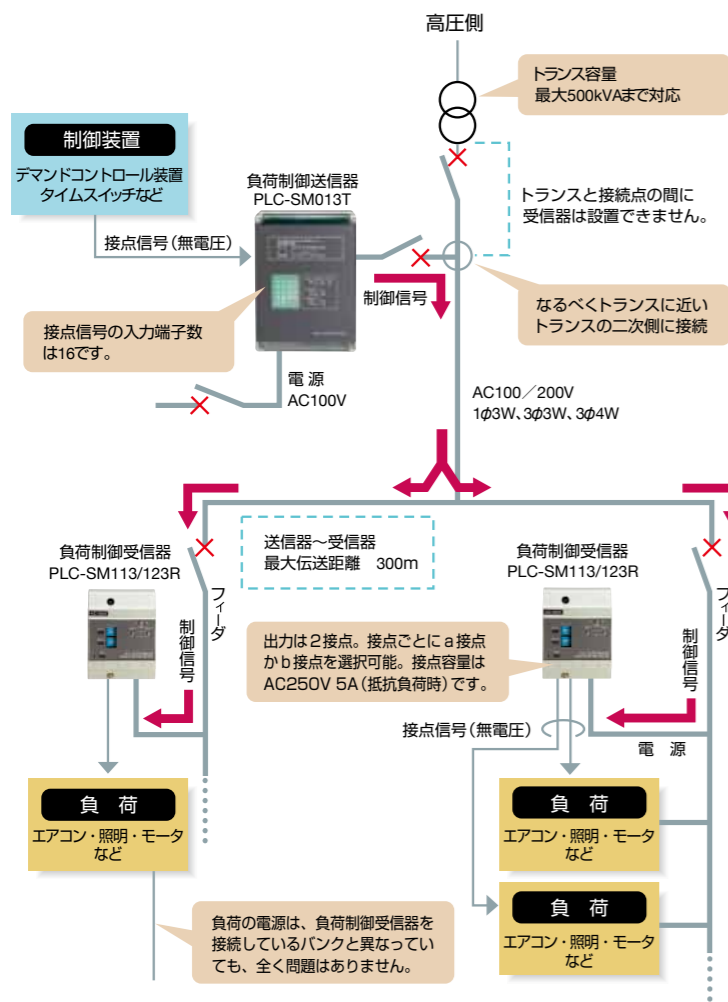 高圧側
トランス容量
最大500kVAまで対応
制御装置
デマンドコントロール装置
タイムスイッチなど
負荷制御送信器
PLC-SM013T
トランスと接続点の間に
受信器は設置できません。
接点信号（無電圧）
制御信号
なるべくトランスに近い
トランスの二次側に接続
接点信号の入力端子数
は16です。
電 源
AC100V
AC100／200V
1φ3W、3φ3W、3φ4W
送信器～受信器
最大伝送距離　300m
負荷制御受信器
PLC-SM113/123R
フィーダ
制御信号
負荷制御受信器
PLC-SM113/123R
フィーダ
制御信号
出力は2接点。接点ごとにa接点
かb接点を選択可能。接点容量は
AC250V 5A（抵抗負荷時）です。
接点信号（無電圧）
電　源
負　荷
エアコン・照明・モータ
など
負　荷
エアコン・照明・モータ
など
負　荷
エアコン・照明・モータ
など
負荷の電源は、負荷制御受信器を
接続しているバンクと異なってい
ても、全く問題はありません。